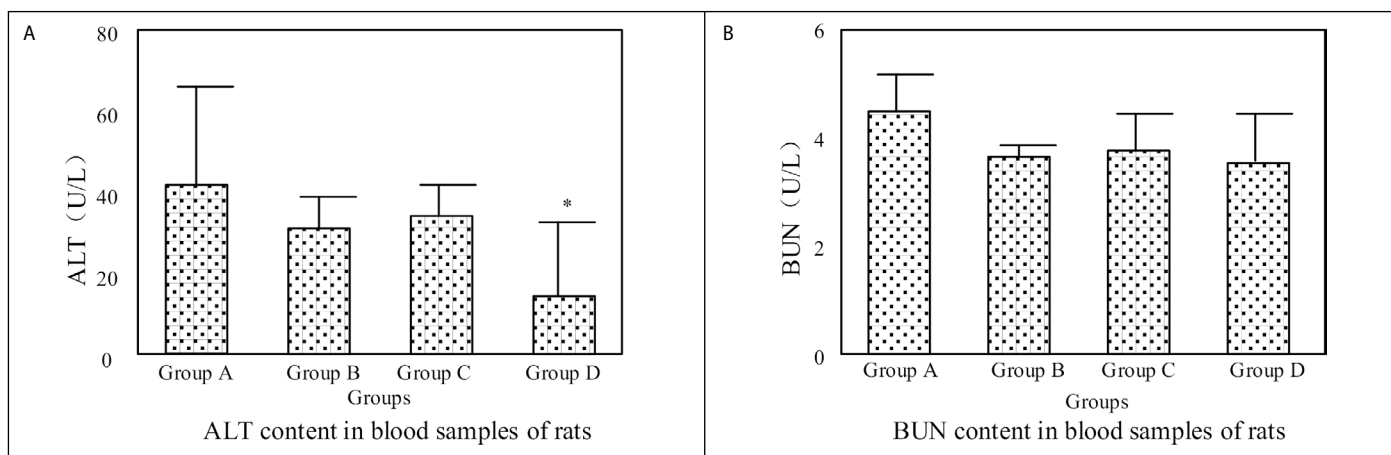 A
80
60
40
20
0
ALT (U/L)
*
Group A Group B Group C Group D
Groups
ALT content in blood samples of rats
B
6
4
2
0
BUN (U/L)
Group A Group B Group C Group D
Groups
BUN content in blood samples of rats